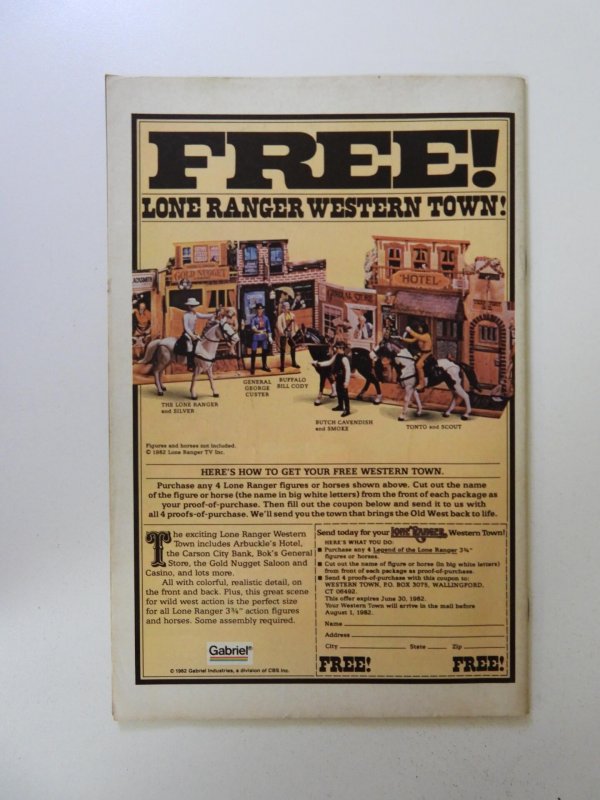 FREE!
LONE RANGER WESTERN TOWN!
GOLD NUGGET
HOTEL
THE LONE RANGER
and SILVER
GENERAL
GEORGE
CUSTER
BUFFALO
BILL CODY
BUTCH CAVENDISH
and SMOKE
TONTO and SCOUT
Figures and horses not included.
© 1982 Lone Ranger TV Inc.
HERE'S HOW TO GET YOUR FREE WESTERN TOWN.
Purchase any 4 Lone Ranger figures or horses shown above. Cut out the name
of the figure or horse (the name in big white letters) from the front of each package as
your proof-of-purchase. Then fill out the coupon below and send it to us with
all 4 proofs-of-purchase. We'll send you the town that brings the Old West back to life.
The exciting Lone Ranger Western
Town includes Arbuckle's Hotel,
the Carson City Bank, Bok's General
Store, the Gold Nugget Saloon and
Casino, and lots more.
All with colorful, realistic detail, on
the front and back. Plus, this great scene
for wild west action is the perfect size
for all Lone Ranger 3¾" action figures
and horses. Some assembly required.
Gabriel®
© 1982 Gabriel Industries, a division of CBS Inc.
Send today for your LONE RANGER Western Town!
HERE'S WHAT YOU DO:
■ Purchase any 4 Legend of the Lone Ranger 3¾"
figures or horses.
■ Cut out the name of figure or horse (in big white letters)
from front of each package as proof-of-purchase.
■ Send 4 proofs-of-purchase with this coupon to:
WESTERN TOWN, P.O. BOX 3075, WALLINGFORD,
CT 06492.
This offer expires June 30, 1982.
Your Western Town will arrive in the mail before
August 1, 1982.
Name
Address
City State Zip
FREE! FREE!